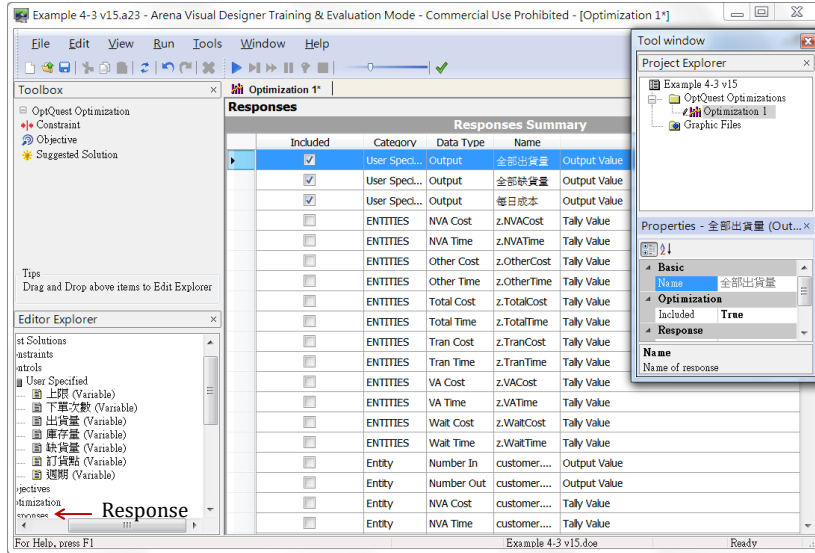 Example 4-3 v15.a23 - Arena Visual Designer Training & Evaluation Mode - Commercial Use Prohibited - [Optimization 1*]
File Edit View Run Tools Window Help
Toolbox
OptQuest Optimization
Constraint
Objective
Suggested Solution
Tips
Drag and Drop above items to Edit Explorer
Editor Explorer
st Solutions
nstraints
ntrols
User Specified
上限 (Variable)
下單次數 (Variable)
出貨量 (Variable)
庫存量 (Variable)
缺貨量 (Variable)
訂貨點 (Variable)
週期 (Variable)
jectives
timization
sponses
Response
Optimization 1*
Responses
Responses Summary
Included Category Data Type Name
User Speci... Output 全部出貨量 Output Value
User Speci... Output 全部缺貨量 Output Value
User Speci... Output 每日成本 Output Value
ENTITIES NVA Cost z.NVACost Tally Value
ENTITIES NVA Time z.NVATime Tally Value
ENTITIES Other Cost z.OtherCost Tally Value
ENTITIES Other Time z.OtherTime Tally Value
ENTITIES Total Cost z.TotalCost Tally Value
ENTITIES Total Time z.TotalTime Tally Value
ENTITIES Tran Cost z.TranCost Tally Value
ENTITIES Tran Time z.TranTime Tally Value
ENTITIES VA Cost z.VACost Tally Value
ENTITIES VA Time z.VATime Tally Value
ENTITIES Wait Cost z.WaitCost Tally Value
ENTITIES Wait Time z.WaitTime Tally Value
Entity Number In customer.... Output Value
Entity Number Out customer.... Output Value
Entity NVA Cost customer.... Tally Value
Entity NVA Time customer.... Tally Value
Tool window
Project Explorer
Example 4-3 v15
OptQuest Optimizations
Optimization 1
Graphic Files
Properties - 全部出貨量 (Out...
Basic
Name 全部出貨量
Optimization
Included True
Response
Name
Name of response
For Help, press F1 Example 4-3 v15.doe Ready